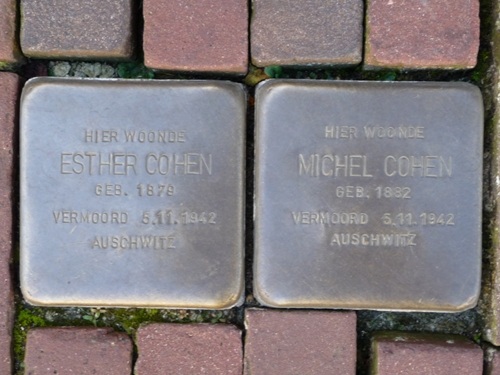 HIER WOONDE
ESTHER COHEN
GEB. 1879
VERMOORD 5.11.1942
AUSCHWITZ
HIER WOONDE
MICHEL COHEN
GEB. 1882
VERMOORD 5.11.1942
AUSCHWITZ